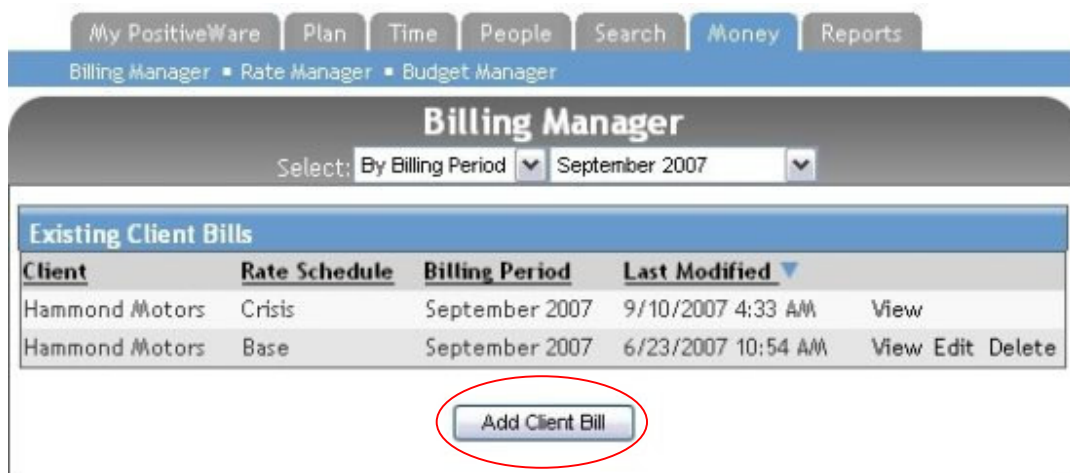 My PositiveWare Plan Time People Search Money Reports
Billing Manager ▪ Rate Manager ▪ Budget Manager
Billing Manager
Select: By Billing Period September 2007
Existing Client Bills
Client Rate Schedule Billing Period Last Modified ▼
Hammond Motors Crisis September 2007 9/10/2007 4:33 AM View
Hammond Motors Base September 2007 6/23/2007 10:54 AM View Edit Delete
Add Client Bill